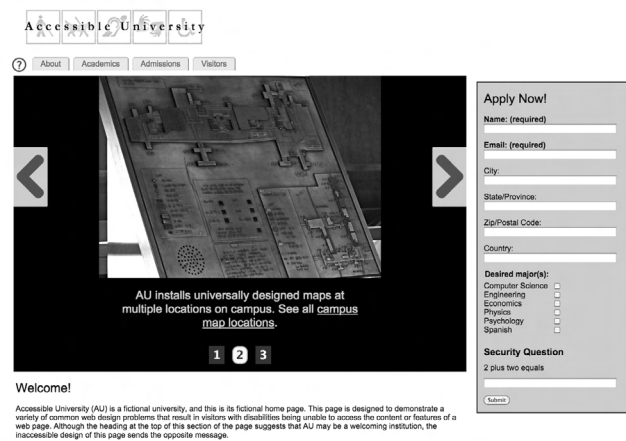 Accessible University
? About Academics Admissions Visitors
AU installs universally designed maps at
multiple locations on campus. See all campus
map locations.
1 2 3
Welcome!
Accessible University (AU) is a fictional university, and this is its fictional home page. This page is designed to demonstrate a
variety of common web design problems that result in visitors with disabilities being unable to access the content or features of a
web page. Although the heading at the top of this section of the page suggests that AU may be a welcoming institution, the
inaccessible design of this page sends the opposite message.
Apply Now!
Name: (required)
Email: (required)
City:
State/Province:
Zip/Postal Code:
Country:
Desired major(s):
Computer Science
Engineering
Economics
Physics
Psychology
Spanish
Security Question
2 plus two equals
Submit